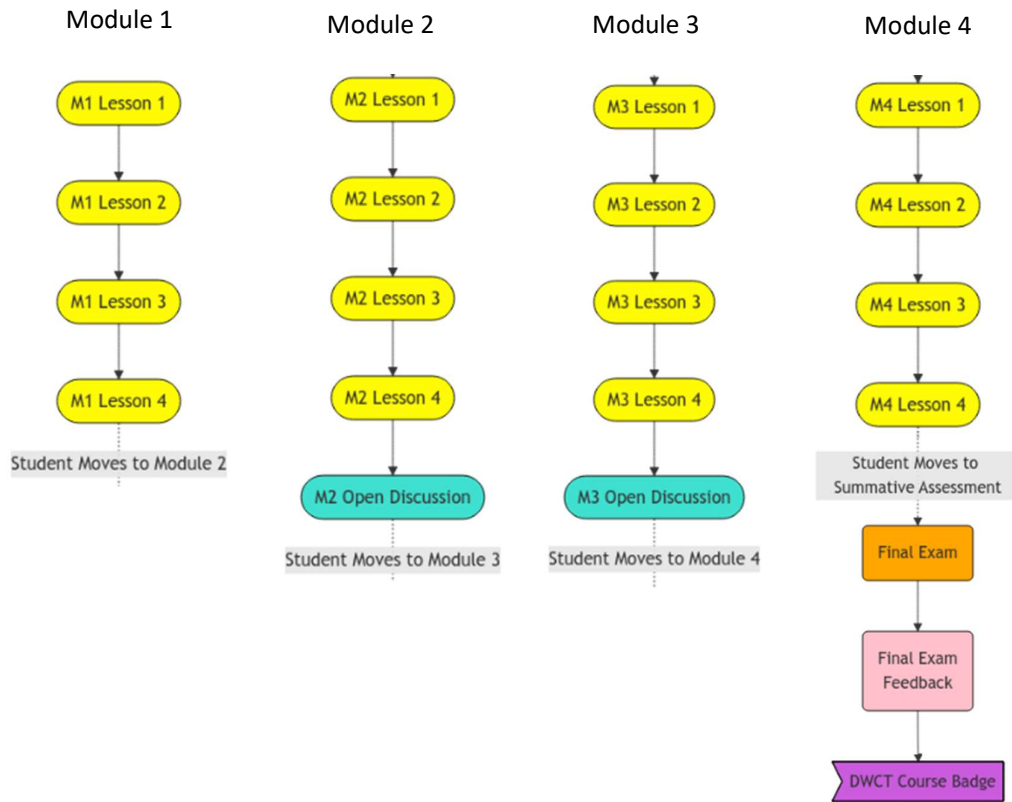 Module 1
M1 Lesson 1
M1 Lesson 2
M1 Lesson 3
M1 Lesson 4
Student Moves to Module 2
Module 2
M2 Lesson 1
M2 Lesson 2
M2 Lesson 3
M2 Lesson 4
M2 Open Discussion
Student Moves to Module 3
Module 3
M3 Lesson 1
M3 Lesson 2
M3 Lesson 3
M3 Lesson 4
M3 Open Discussion
Student Moves to Module 4
Module 4
M4 Lesson 1
M4 Lesson 2
M4 Lesson 3
M4 Lesson 4
Student Moves to
Summative Assessment
Final Exam
Final Exam
Feedback
DWCT Course Badge